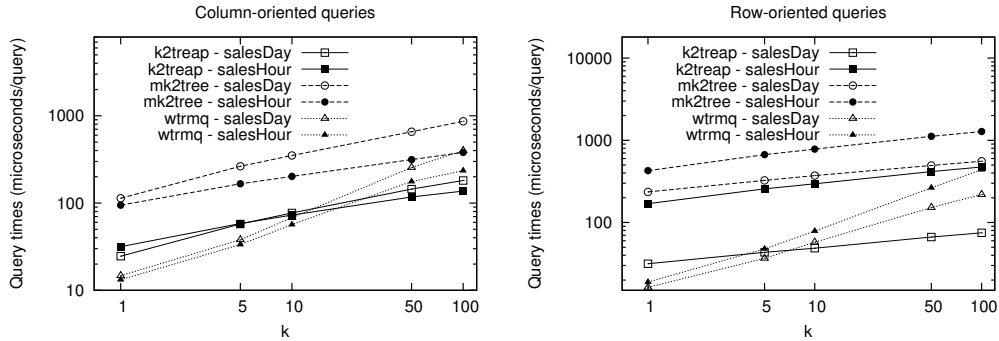 Column-oriented queries
Query times (microseconds/query)
1000
100
10
k2treap - salesDay
k2treap - salesHour
mk2tree - salesDay
mk2tree - salesHour
wtrmq - salesDay
wtrmq - salesHour
1 5 10 50 100
k
Row-oriented queries
Query times (microseconds/query)
10000
1000
100
k2treap - salesDay
k2treap - salesHour
mk2tree - salesDay
mk2tree - salesHour
wtrmq - salesDay
wtrmq - salesHour
1 5 10 50 100
k